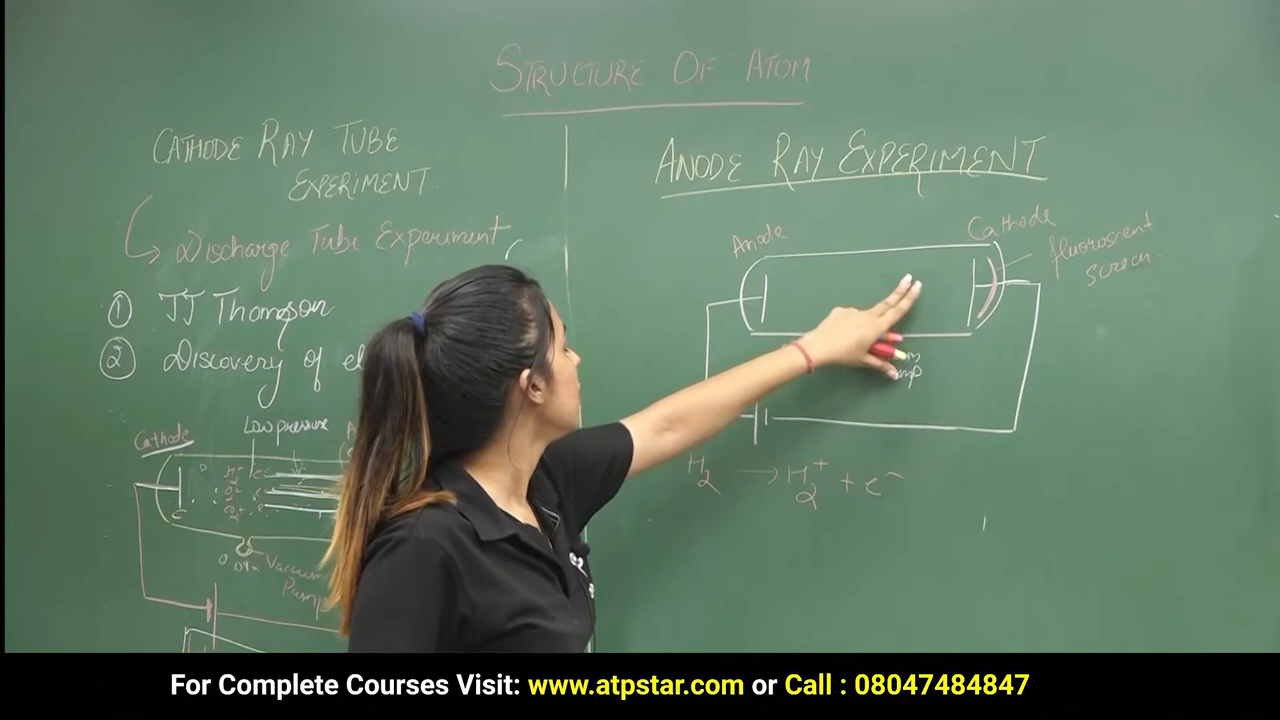 STRUCTURE OF ATOM
CATHODE RAY TUBE
EXPERIMENT.
Discharge Tube Experiment
① JJ Thompson
② Discovery of el
Cathode
Low pressure
A
Vacuum
Pump
ANODE RAY EXPERIMENT
Anode
Cathode
fluoroscent
screen.
H2 → H2+ + e-
For Complete Courses Visit: www.atpstar.com or Call : 08047484847